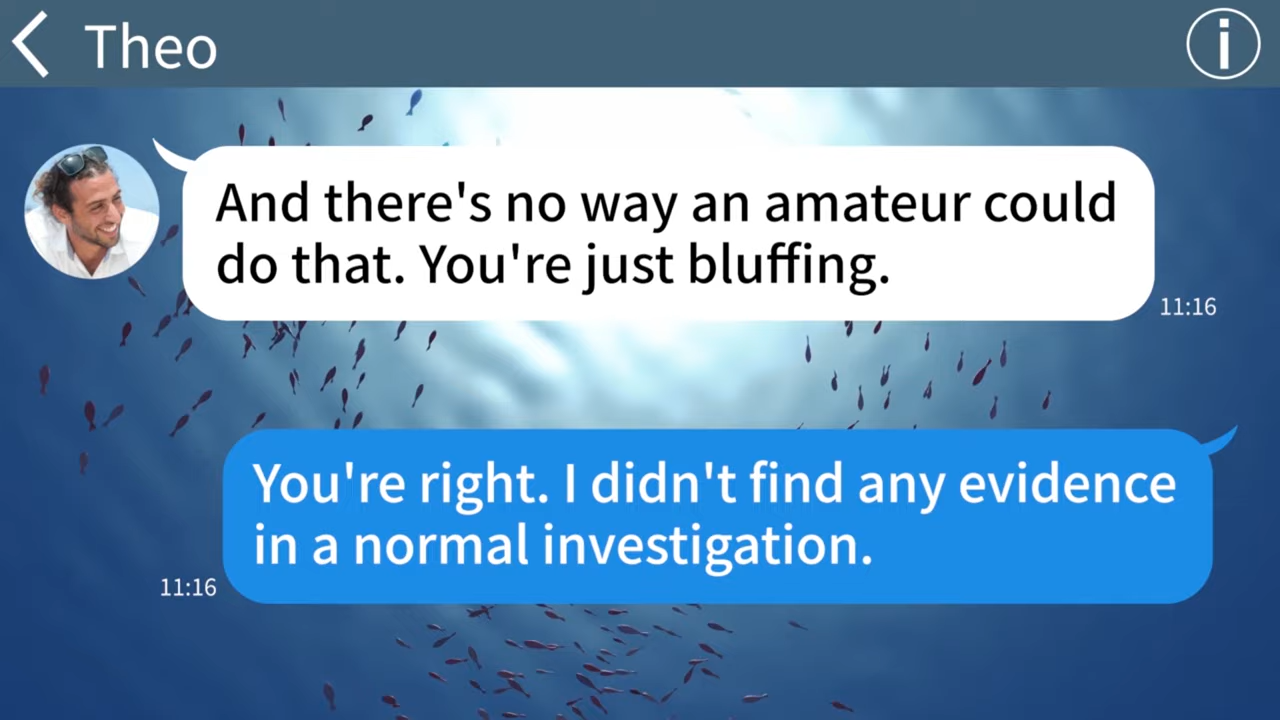 Theo
And there's no way an amateur could
do that. You're just bluffing.
11:16
You're right. I didn't find any evidence
in a normal investigation.
11:16